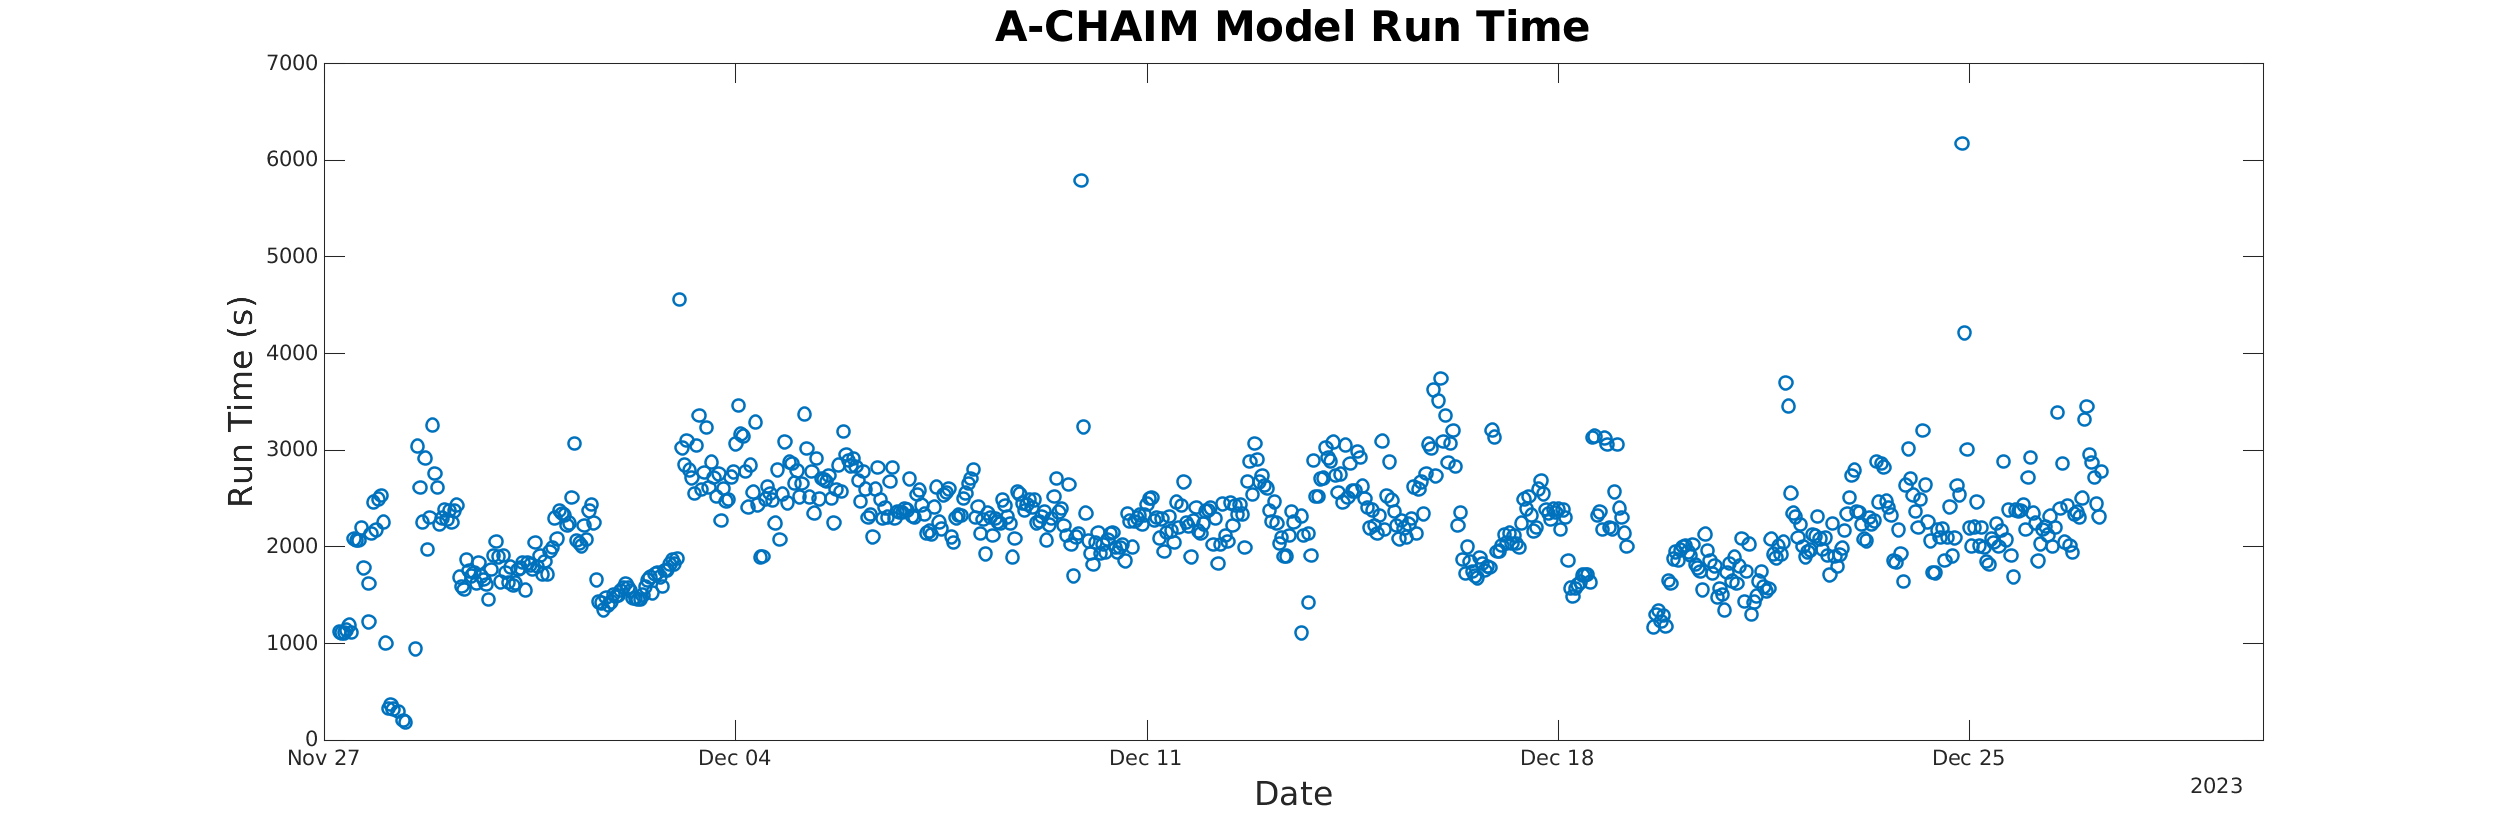 A-CHAIM Model Run Time
7000
6000
5000
4000
3000
2000
1000
0
Run Time (s)
Nov 27
Dec 04
Dec 11
Dec 18
Dec 25
2023
Date